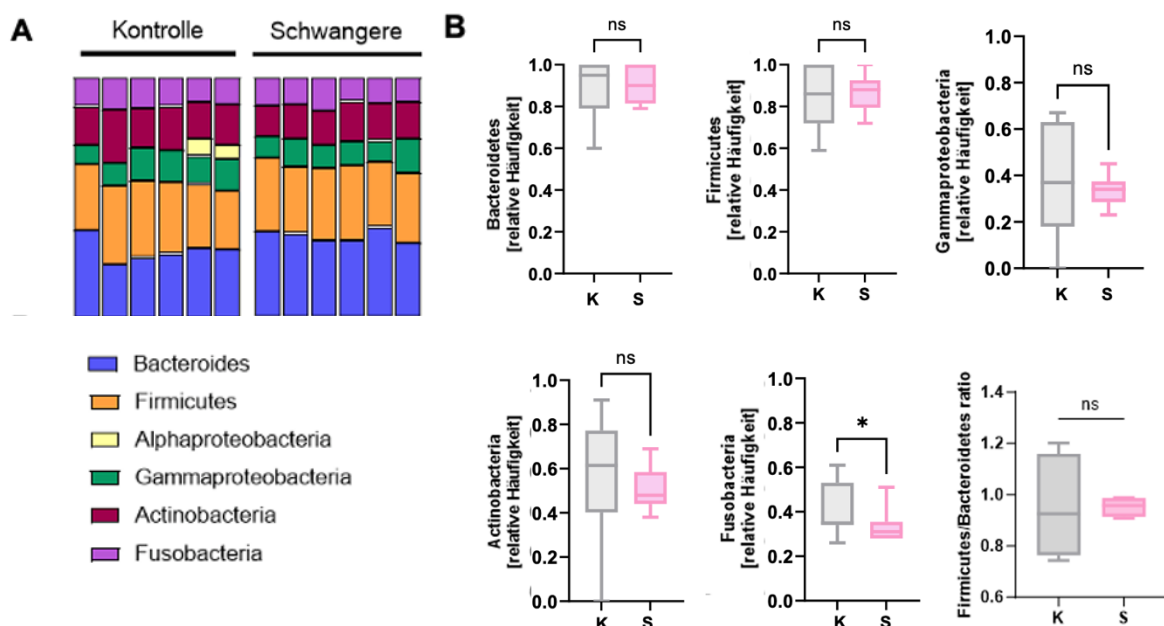 A
Kontrolle
Schwangere
Bacteroides
Firmicutes
Alphaproteobacteria
Gammaproteobacteria
Actinobacteria
Fusobacteria
B
ns
Bacteroidetes
[relative Häufigkeit]
1.0
0.8
0.6
0.4
0.2
0.0
K S
ns
Firmicutes
[relative Häufigkeit]
1.0
0.8
0.6
0.4
0.2
0.0
K S
ns
Gammaproteobacteria
[relative Häufigkeit]
1.0
0.8
0.6
0.4
0.2
0.0
K S
ns
Actinobacteria
[relative Häufigkeit]
1.0
0.8
0.6
0.4
0.2
0.0
K S
*
Fusobacteria
[relative Häufigkeit]
1.0
0.8
0.6
0.4
0.2
0.0
K S
ns
Firmicutes/Bacteroidetes ratio
1.4
1.2
1.0
0.8
0.6
K S